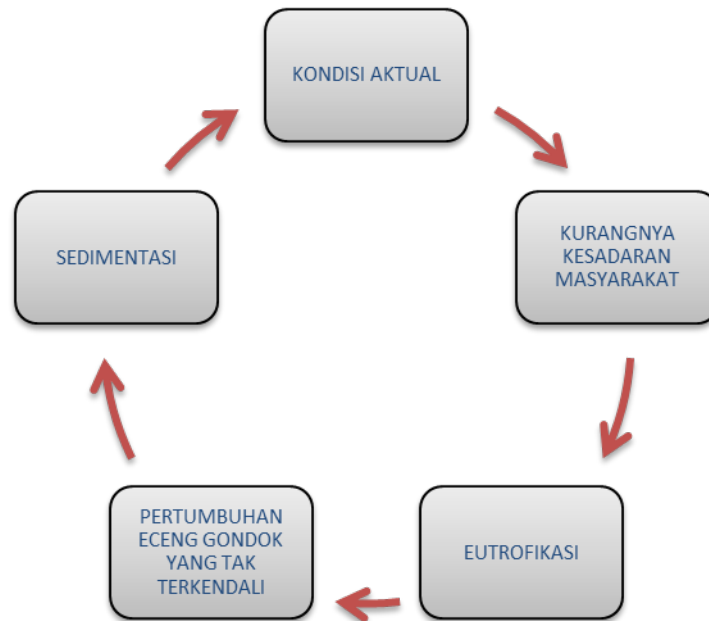 KONDISI AKTUAL
KURANGNYA
KESADARAN
MASYARAKAT
EUTROFIKASI
PERTUMBUHAN
ECENG GONDOK
YANG TAK
TERKENDALI
SEDIMENTASI